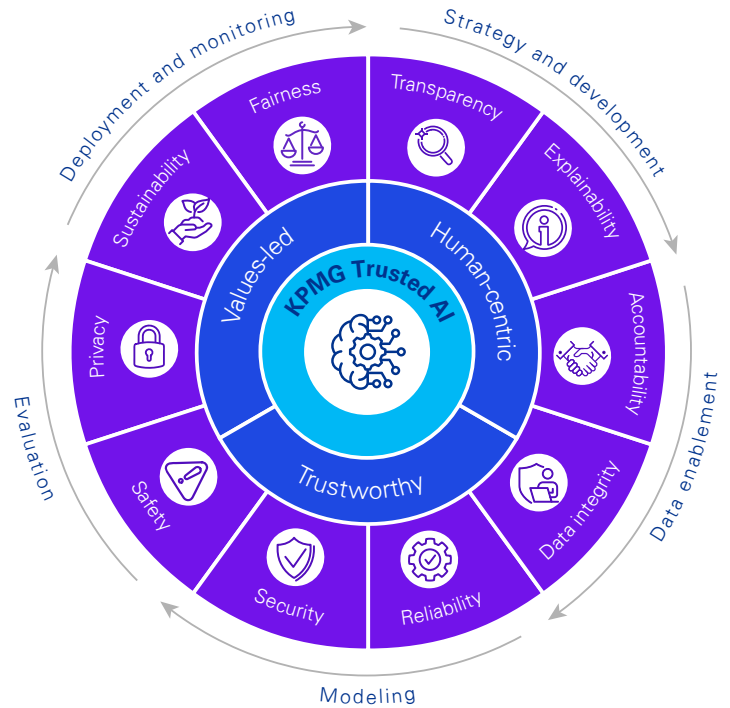 Strategy and development
Data enablement
Modeling
Evaluation
Deployment and monitoring
Transparency
Explainability
Accountability
Data integrity
Reliability
Security
Safety
Privacy
Sustainability
Fairness
Human-centric
Trustworthy
Values-led
KPMG Trusted AI